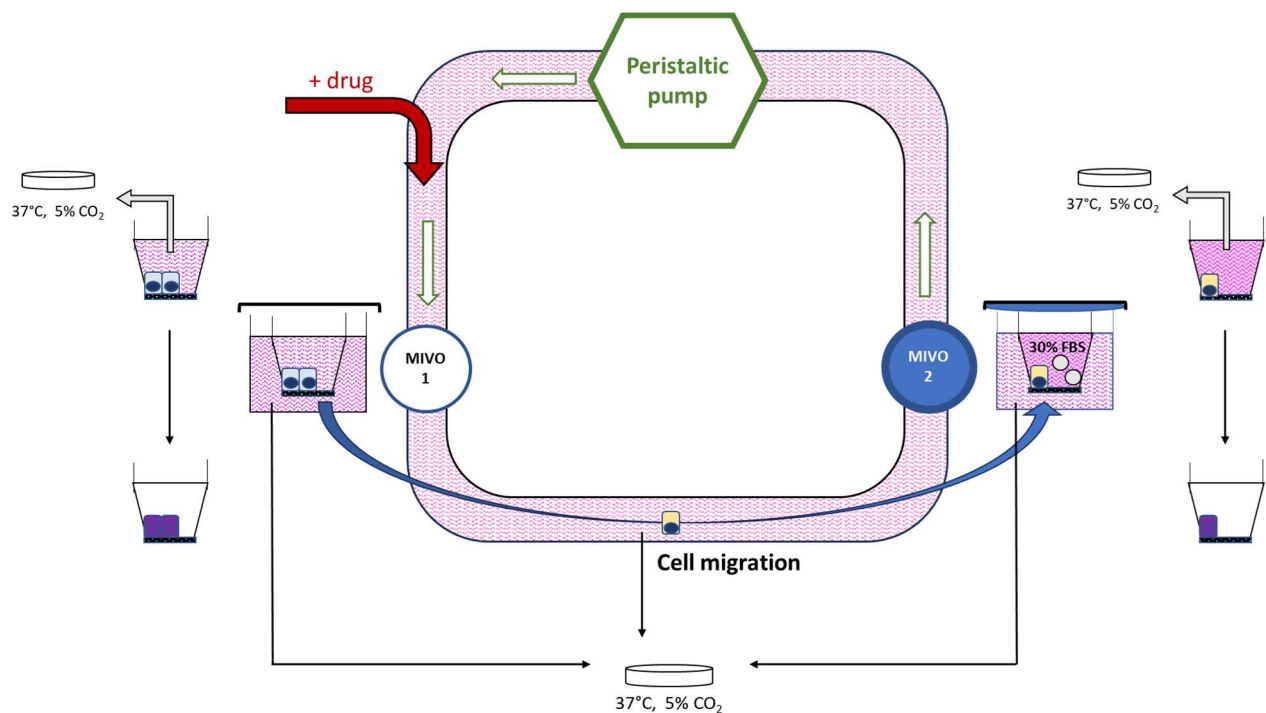 Peristaltic
pump
+ drug
37°C, 5% CO₂
37°C, 5% CO₂
MIVO
1
MIVO
2
30% FBS
Cell migration
37°C, 5% CO₂